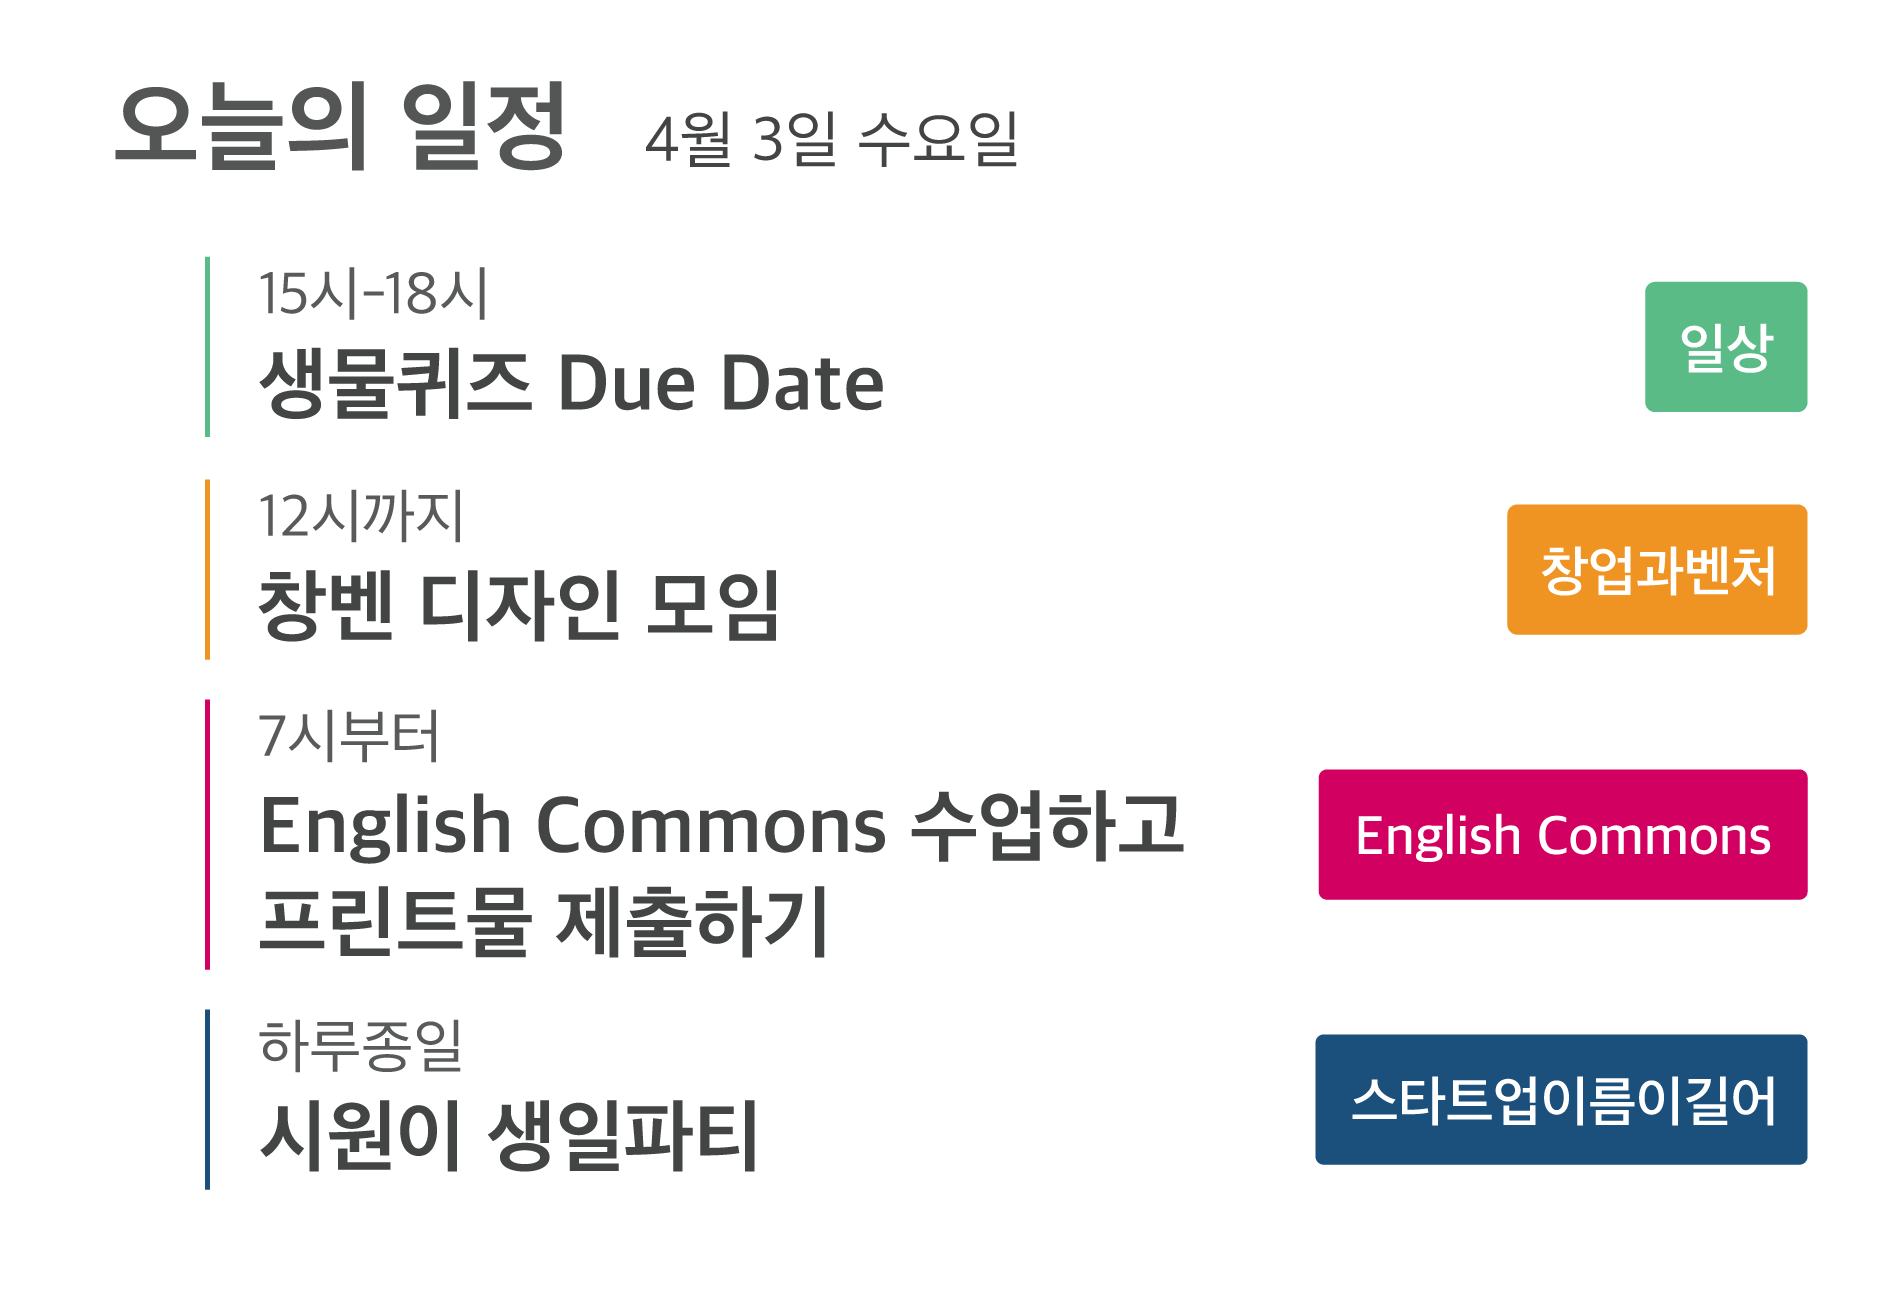 오늘의 일정 4월 3일 수요일
15시-18시
생물퀴즈 Due Date
일상
12시까지
창벤 디자인 모임
창업과벤처
7시부터
English Commons 수업하고
프린트물 제출하기
English Commons
하루종일
시원이 생일파티
스타트업이름이길어